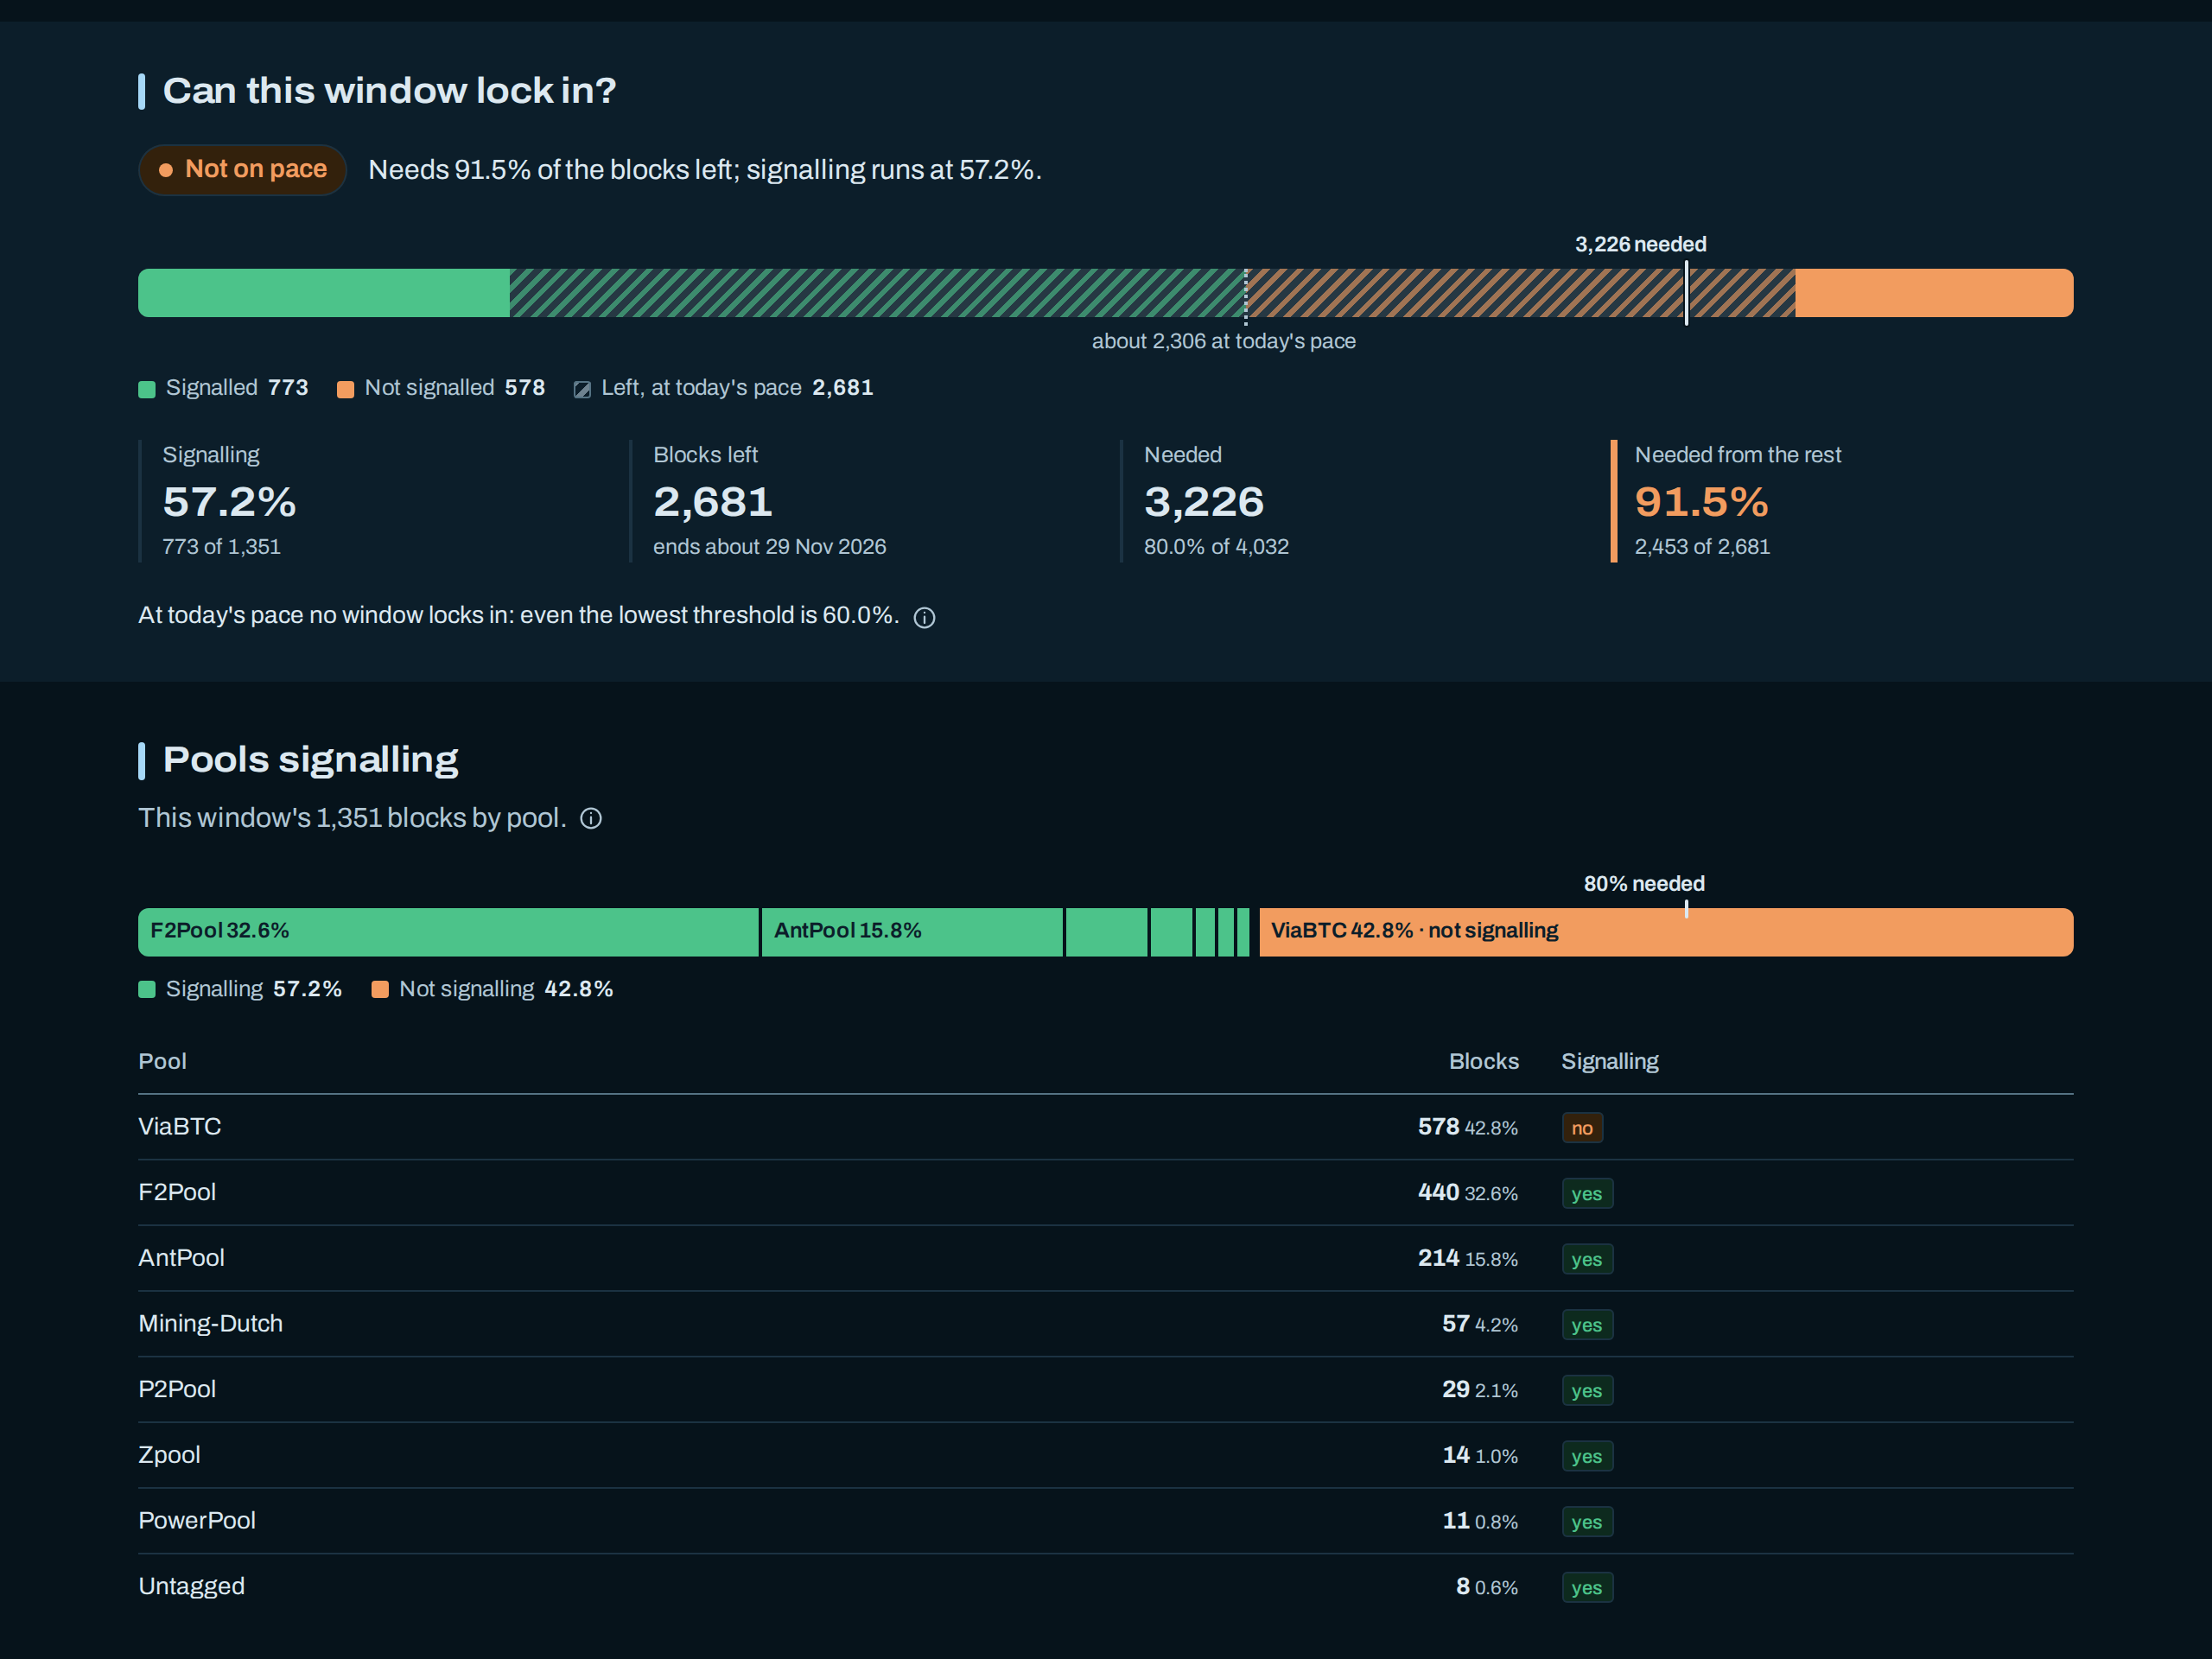 Can this window lock in?
Not on pace
Needs 91.5% of the blocks left; signalling runs at 57.2%.
3,226 needed
about 2,306 at today's pace
Signalled 773 Not signalled 578 Left, at today's pace 2,681
Signalling Blocks left Needed Needed from the rest
57.2% 2,681 3,226 91.5%
773 of 1,351 ends about 29 Nov 2026 80.0% of 4,032 2,453 of 2,681
At today's pace no window locks in: even the lowest threshold is 60.0%.
Pools signalling
This window's 1,351 blocks by pool.
80% needed
F2Pool 32.6% AntPool 15.8% ViaBTC 42.8% · not signalling
Signalling 57.2% Not signalling 42.8%
Pool Blocks Signalling
ViaBTC 578 42.8% no
F2Pool 440 32.6% yes
AntPool 214 15.8% yes
Mining-Dutch 57 4.2% yes
P2Pool 29 2.1% yes
Zpool 14 1.0% yes
PowerPool 11 0.8% yes
Untagged 8 0.6% yes